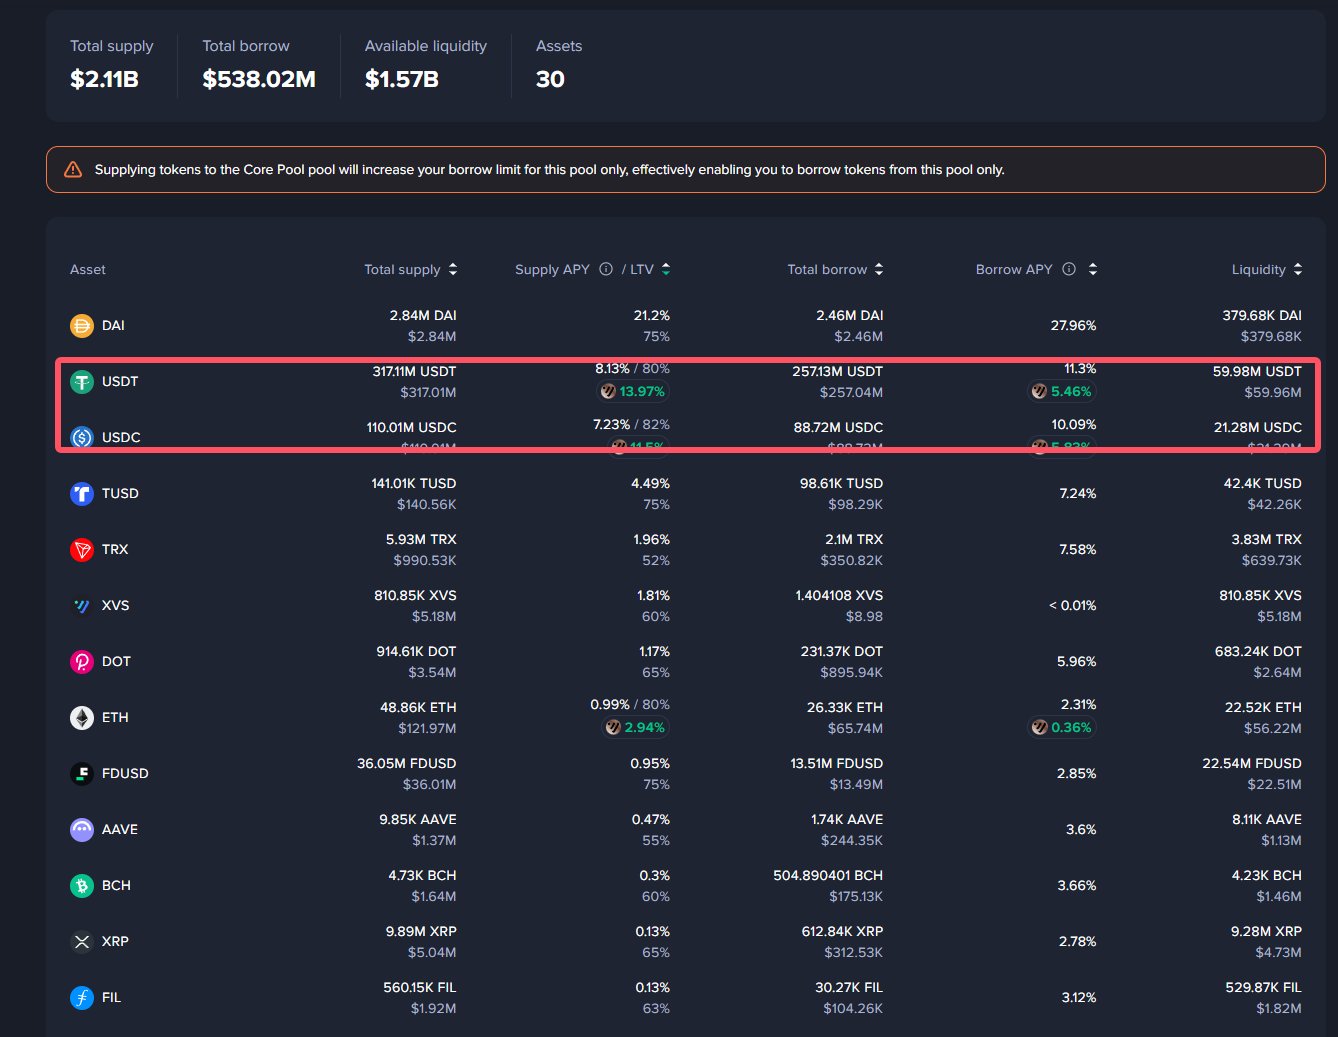 Total supply Total borrow Available liquidity Assets
$2.11B $538.02M $1.57B 30
Supplying tokens to the Core Pool pool will increase your borrow limit for this pool only, effectively enabling you to borrow tokens from this pool only.
Asset Total supply Supply APY / LTV Total borrow Borrow APY Liquidity
DAI 2.84M DAI 21.2% 2.46M DAI 27.96% 379.68K DAI
$2.84M 75% $2.46M $379.68K
USDT 317.11M USDT 8.13% / 80% 257.13M USDT 11.3% 59.98M USDT
$317.01M 13.97% $257.04M 5.46% $59.96M
USDC 110.01M USDC 7.23% / 82% 88.72M USDC 10.09% 21.28M USDC
11.5% 5.83%
TUSD 141.01K TUSD 4.49% 98.61K TUSD 7.24% 42.4K TUSD
$140.56K 75% $98.29K $42.26K
TRX 5.93M TRX 1.96% 2.1M TRX 7.58% 3.83M TRX
$990.53K 52% $350.82K $639.73K
XVS 810.85K XVS 1.81% 1.404108 XVS < 0.01% 810.85K XVS
$5.18M 60% $8.98 $5.18M
DOT 914.61K DOT 1.17% 231.37K DOT 5.96% 683.24K DOT
$3.54M 65% $895.94K $2.64M
ETH 48.86K ETH 0.99% / 80% 26.33K ETH 2.31% 22.52K ETH
$121.97M 2.94% $65.74M 0.36% $56.22M
FDUSD 36.05M FDUSD 0.95% 13.51M FDUSD 2.85% 22.54M FDUSD
$36.01M 75% $13.49M $22.51M
AAVE 9.85K AAVE 0.47% 1.74K AAVE 3.6% 8.11K AAVE
$1.37M 55% $244.35K $1.13M
BCH 4.73K BCH 0.3% 504.890401 BCH 3.66% 4.23K BCH
$1.64M 60% $175.13K $1.46M
XRP 9.89M XRP 0.13% 612.84K XRP 2.78% 9.28M XRP
$5.04M 65% $312.53K $4.73M
FIL 560.15K FIL 0.13% 30.27K FIL 3.12% 529.87K FIL
$1.92M 63% $104.26K $1.82M